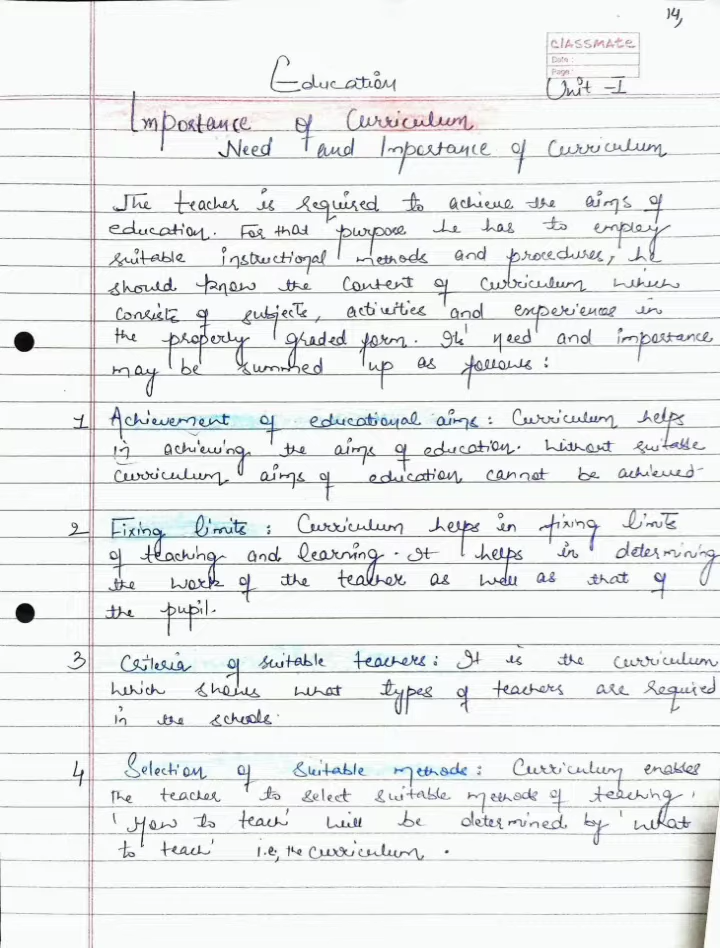 14,
CLASSMATE
Date :
Page :
Education
Unit - I
Importance of Curriculum
Need and Importance of Curriculum
The teacher is required to achieve the aims of
education. For that purpose he has to employ
suitable instructional methods and procedures, he
should know the content of curriculum which
consists of subjects, activities and experience in
the properly graded form. Its need and importance
may be summed up as follows :
1 Achievement of educational aims : Curriculum helps
in achieving the aims of education. Without suitable
curriculum aims of education cannot be achieved
2 Fixing limits : Curriculum helps in fixing limits
of teaching and learning. It helps in determining
the work of the teacher as well as that of
the pupil.
3 Criteria of suitable teachers : It is the curriculum
which shows what types of teachers are required
in the schools.
4 Selection of suitable methods : Curriculum enables
the teacher to select suitable methods of teaching,
'How to teach' will be determined by 'what
to teach' i.e; the curriculum .